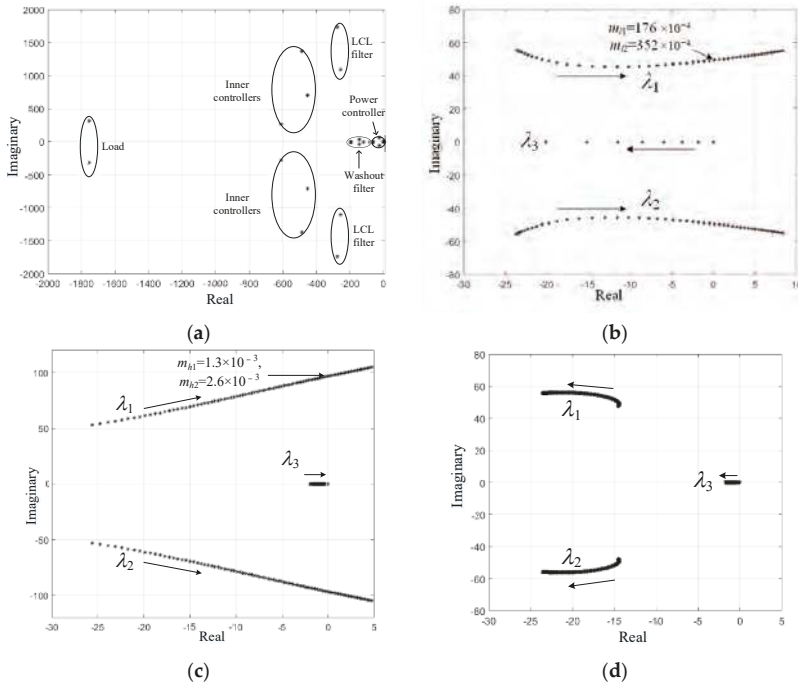 2000
1500
1000
500
0
-500
-1000
-1500
-2000
Imaginary
-2000
-1800
-1600
-1400
-1200
-1000
-800
-600
-400
-200
0
Real
Load
Inner
controllers
Inner
controllers
LCL
filter
Power
controller
Washout
filter
LCL
filter
(a)
80
60
40
20
0
-20
-40
-60
-80
Imaginary
-30
-25
-20
-15
-10
-5
0
5
10
Real
λ1
λ3
λ2
(b)
100
50
0
-50
-100
Imaginary
-30
-25
-20
-15
-10
-5
0
5
Real
mh1=1.3×10⁻³,
mh2=2.6×10⁻³
λ1
λ3
λ2
(c)
80
60
40
20
0
-20
-40
-60
-80
Imaginary
-30
-25
-20
-15
-10
-5
0
5
Real
λ1
λ3
λ2
(d)